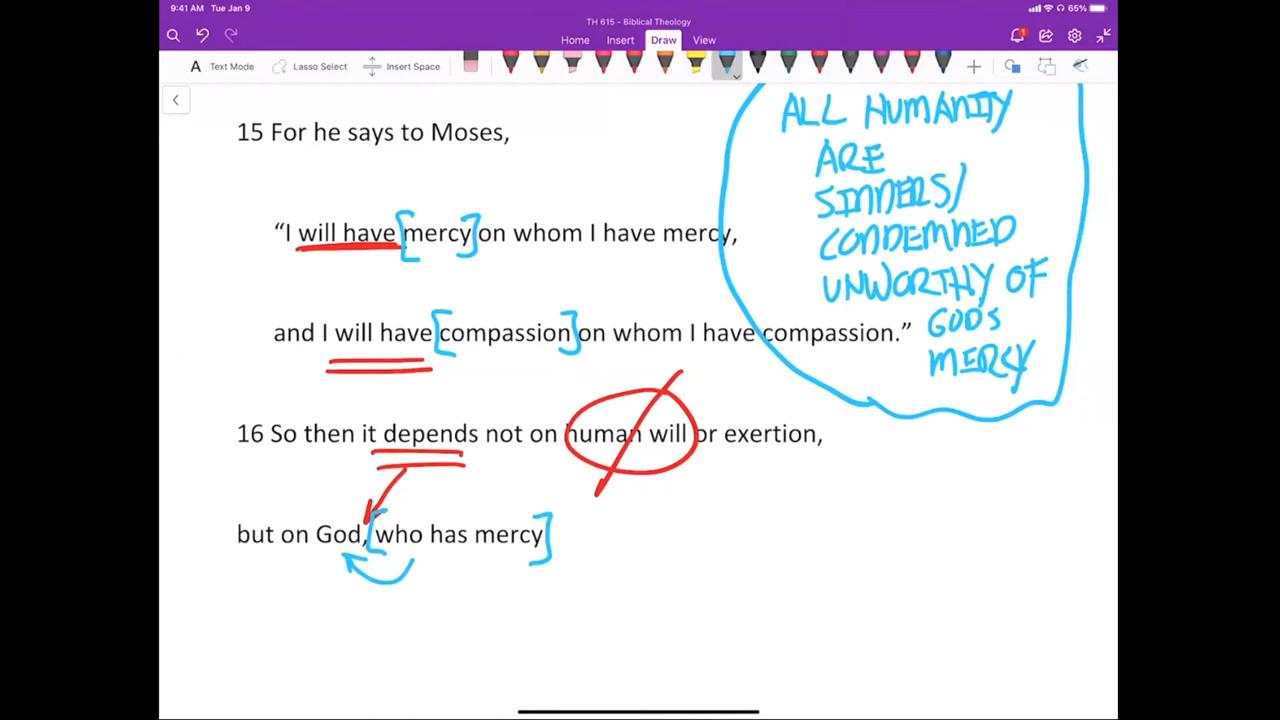 9:41 AM Tue Jan 9
65%
TH 615 - Biblical Theology
Home Insert Draw View
1
A Text Mode Lasso Select Insert Space
15 For he says to Moses,
“I will have [mercy] on whom I have mercy,
and I will have [compassion] on whom I have compassion.”
16 So then it depends not on human will or exertion,
but on God, [who has mercy]
ALL HUMANITY
ARE
SINNERS/
CONDEMNED
UNWORTHY OF
GODS
MERCY